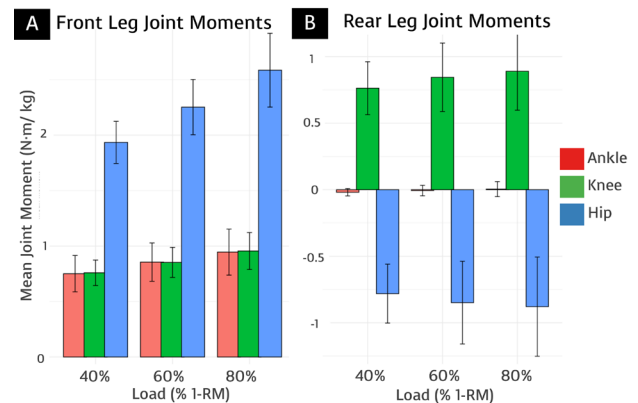 A Front Leg Joint Moments
B Rear Leg Joint Moments
Mean Joint Moment (N·m/ kg)
2
1
0
40% 60% 80%
Load (% 1-RM)
1
0.5
0
-0.5
-1
40% 60% 80%
Load (% 1-RM)
Ankle
Knee
Hip